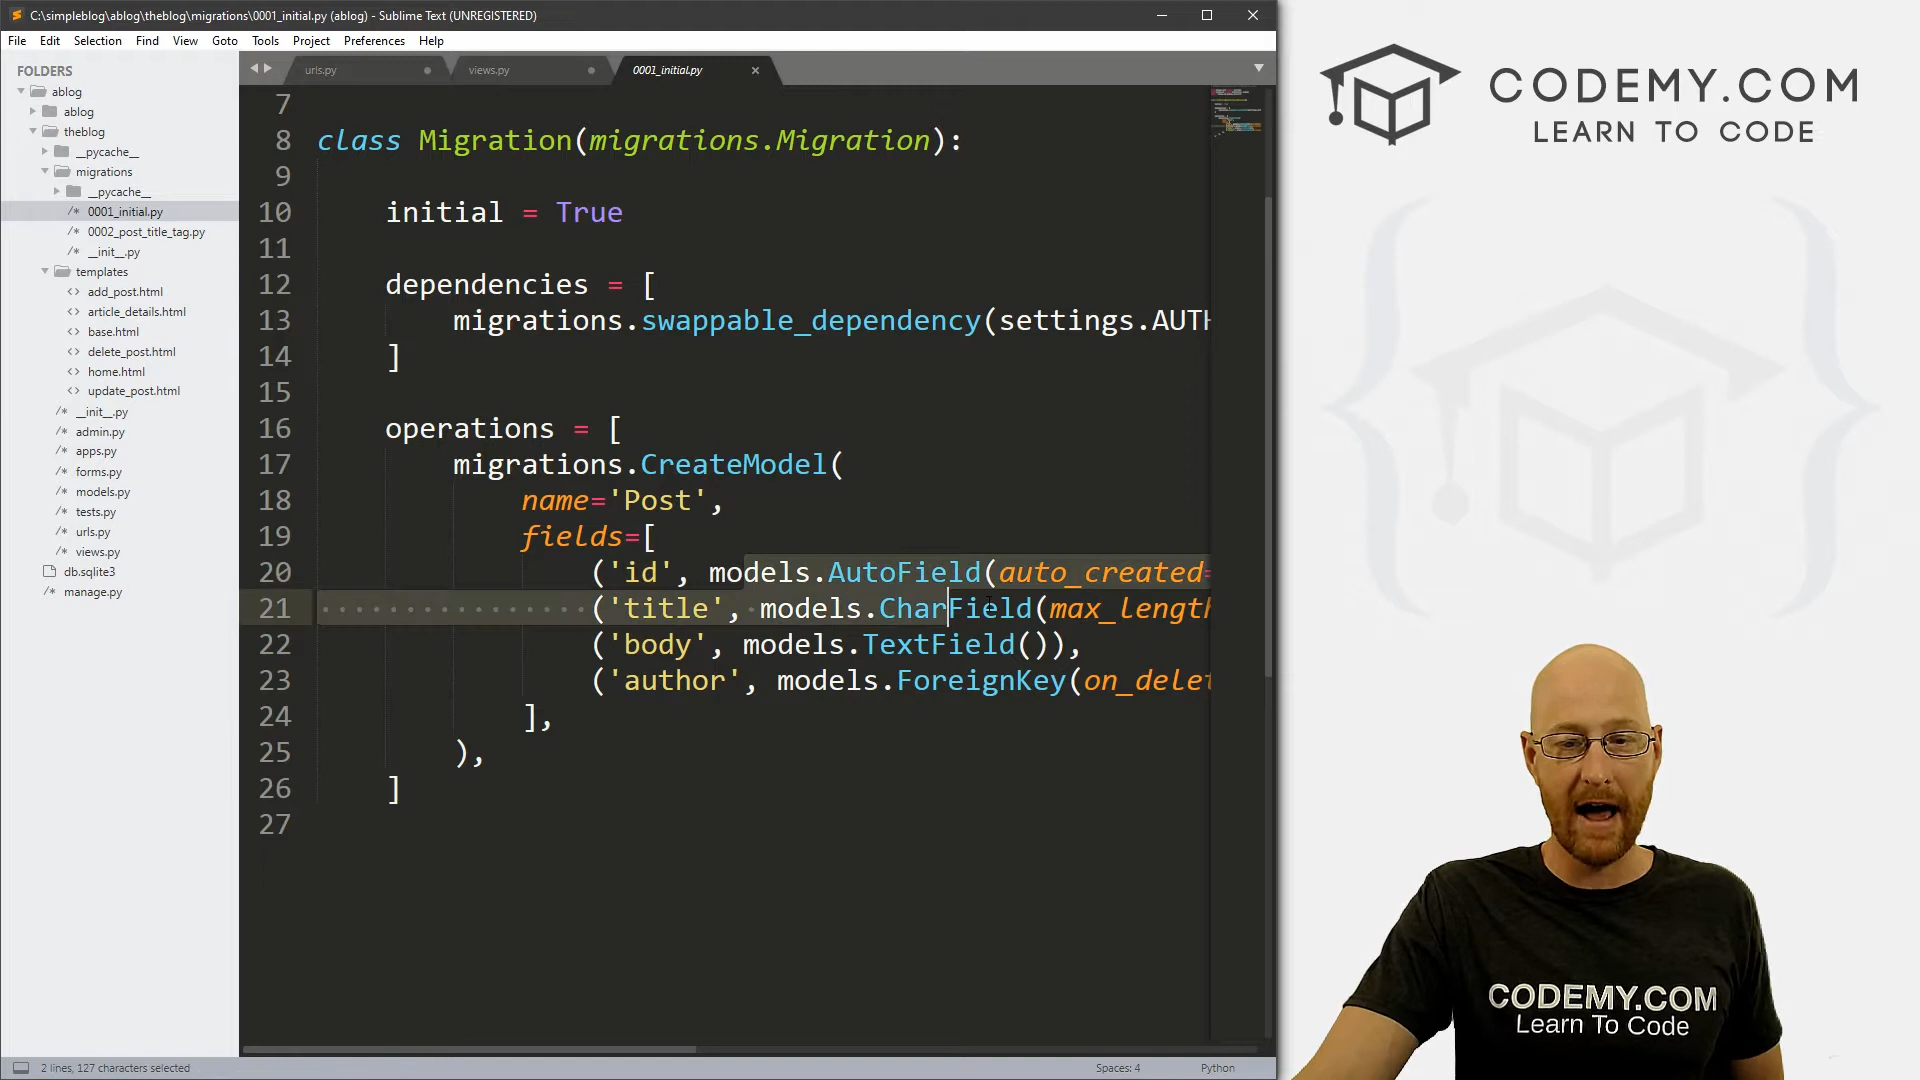 C:\simpleblog\ablog\theblog\migrations\0001_initial.py (ablog) - Sublime Text (UNREGISTERED)
File Edit Selection Find View Goto Tools Project Preferences Help
FOLDERS
ablog
ablog
theblog
__pycache__
migrations
__pycache__
0001_initial.py
0002_post_title_tag.py
__init__.py
templates
add_post.html
article_details.html
base.html
delete_post.html
home.html
update_post.html
__init__.py
admin.py
apps.py
forms.py
models.py
tests.py
urls.py
views.py
db.sqlite3
manage.py
urls.py views.py 0001_initial.py
7
8 class Migration(migrations.Migration):
9
10 initial = True
11
12 dependencies = [
13 migrations.swappable_dependency(settings.AUTH
14 ]
15
16 operations = [
17 migrations.CreateModel(
18 name='Post',
19 fields=[
20 ('id', models.AutoField(auto_created=
21 ('title', models.CharField(max_length
22 ('body', models.TextField()),
23 ('author', models.ForeignKey(on_delet
24 ],
25 ),
26 ]
27
2 lines, 127 characters selected
Spaces: 4 Python
CODEMY.COM
LEARN TO CODE
CODEMY.COM
Learn To Code